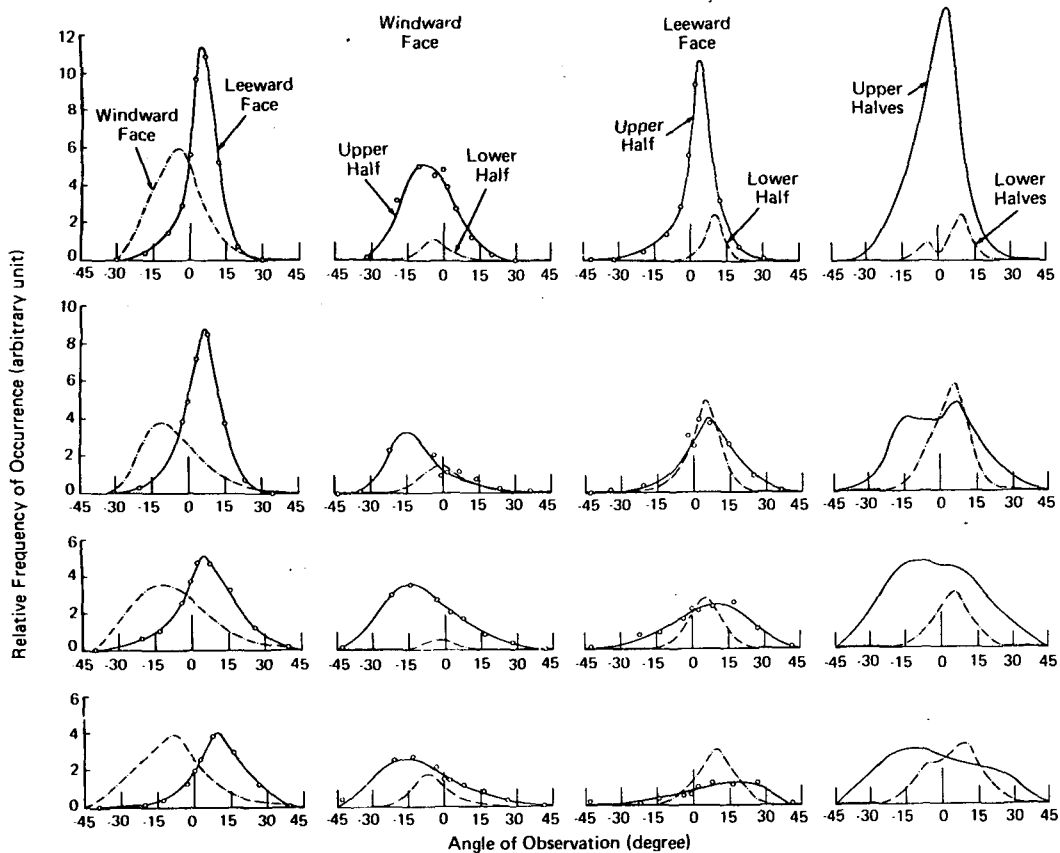 Relative Frequency of Occurrence (arbitrary unit)
Windward
Face
Leeward
Face
12
10
8
6
4
2
0
Windward
Face
Leeward
Face
Upper
Half
Lower
Half
Upper
Half
Lower
Half
Upper
Halves
Lower
Halves
-45 -30 -15 0 15 30 45
-45 -30 -15 0 15 30 45
-45 -30 -15 0 15 30 45
-45 -30 -15 0 15 30 45
10
8
6
4
2
0
-45 -30 -15 0 15 30 45
-45 -30 -15 0 15 30 45
-45 -30 -15 0 15 30 45
-45 -30 -15 0 15 30 45
6
4
2
0
-45 -30 -15 0 15 30 45
-45 -30 -15 0 15 30 45
-45 -30 -15 0 15 30 45
-45 -30 -15 0 15 30 45
6
4
2
0
-45 -30 -15 0 15 30 45
-45 -30 -15 0 15 30 45
-45 -30 -15 0 15 30 45
-45 -30 -15 0 15 30 45
Angle of Observation (degree)